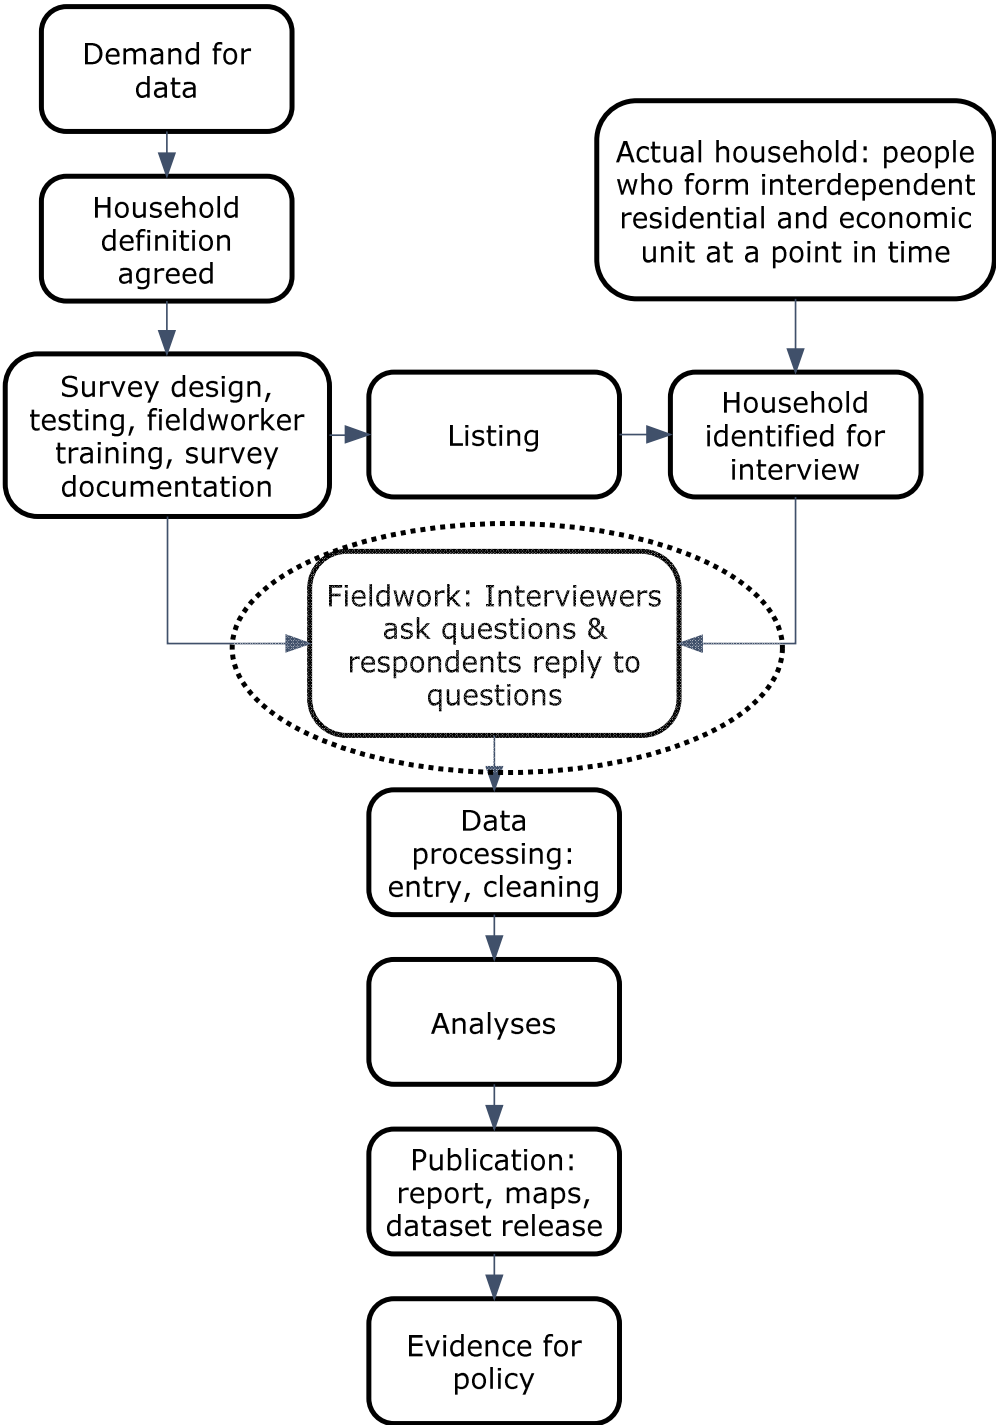 Demand for
data
Household
definition
agreed
Actual household: people
who form interdependent
residential and economic
unit at a point in time
Survey design,
testing, fieldworker
training, survey
documentation
Listing
Household
identified for
interview
Fieldwork: Interviewers
ask questions &
respondents reply to
questions
Data
processing:
entry, cleaning
Analyses
Publication:
report, maps,
dataset release
Evidence for
policy